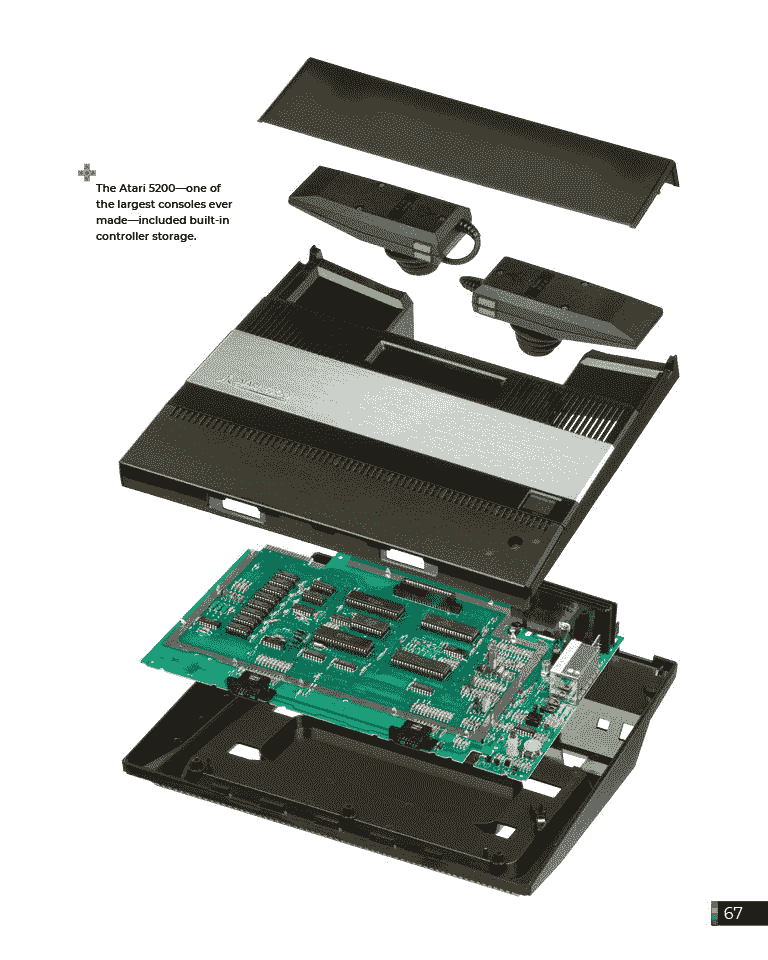 The Atari 5200—one of
the largest consoles ever
made—included built-in
controller storage.
67